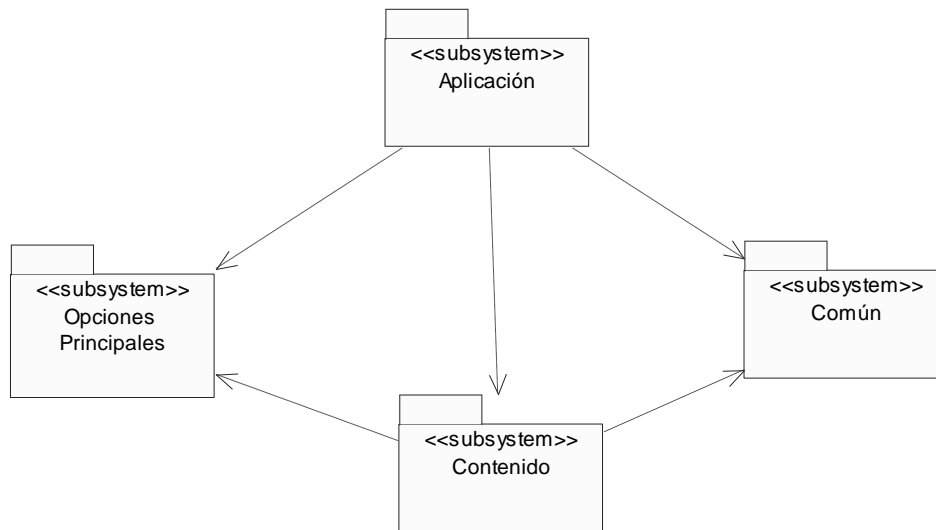 <<subsystem>>
Aplicación
<<subsystem>>
Opciones
Principales
<<subsystem>>
Común
<<subsystem>>
Contenido